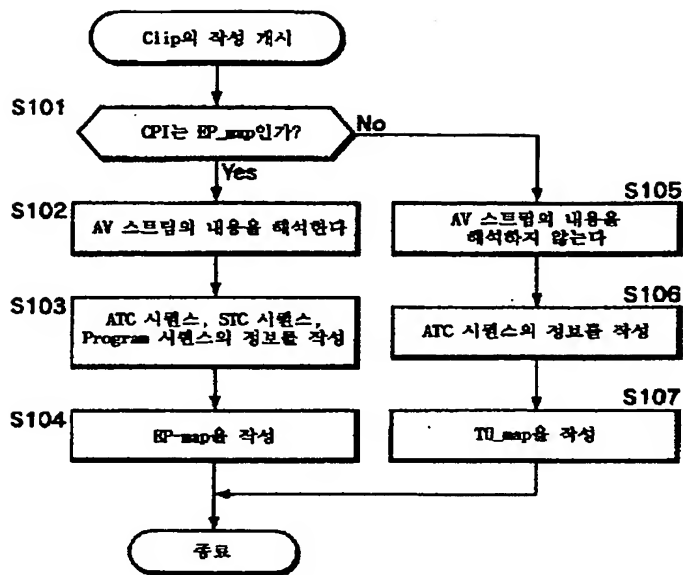 Clip의 작성 개시
S101
CPI는 EP_map인가?
No
Yes
S102
AV 스트림의 내용을 해석한다
S103
ATC 시퀀스, STC 시퀀스,
Program 시퀀스의 정보를 작성
S104
EP-map을 작성
S105
AV 스트림의 내용을
해석하지 않는다
S106
ATC 시퀀스의 정보를 작성
S107
TU_map을 작성
종료